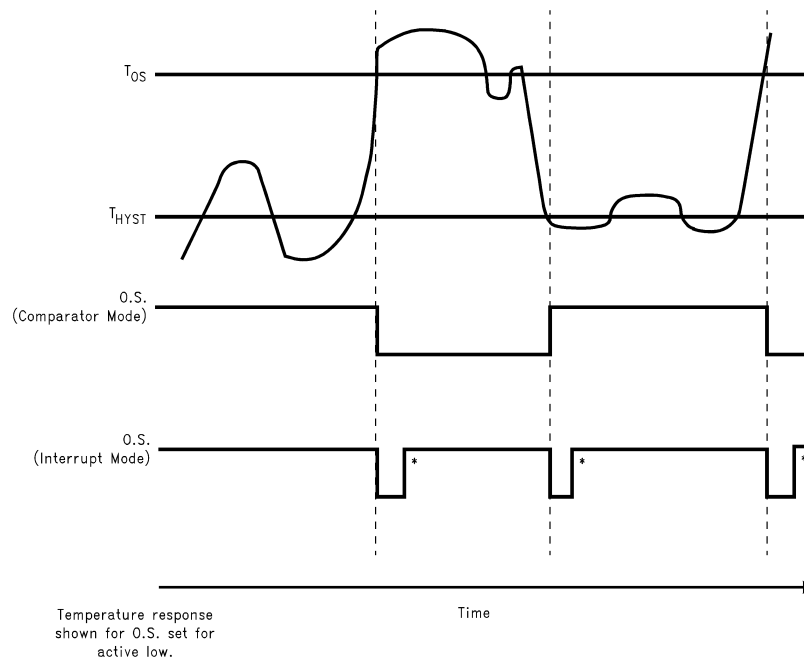 TOS
THYST
O.S.
(Comparator Mode)
O.S.
(Interrupt Mode)
*
*
*
Time
Temperature response
shown for O.S. set for
active low.